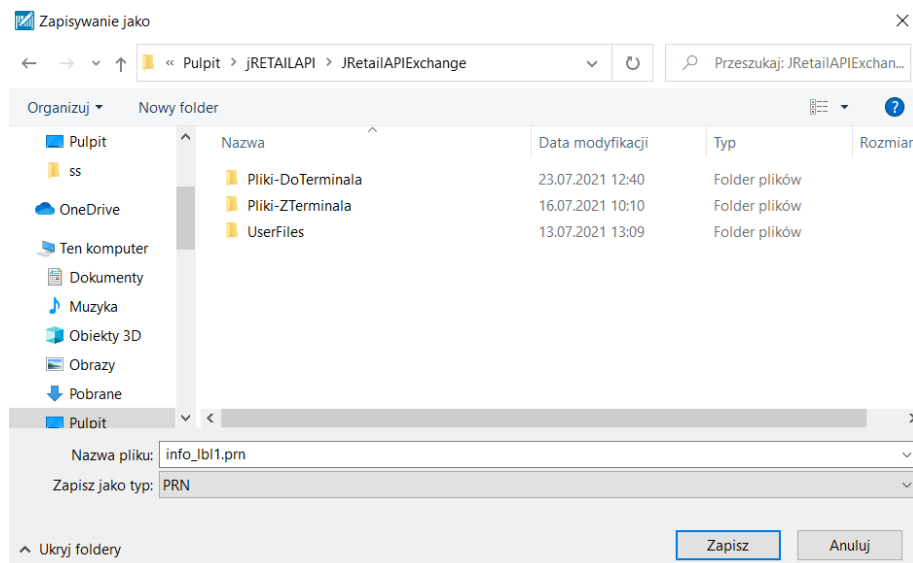 Zapisywanie jako
« Pulpit > jRETAILAPI > JRetailAPIExchange
Przeszukaj: JRetailAPIExchan...
Organizuj Nowy folder
Pulpit
ss
OneDrive
Ten komputer
Dokumenty
Muzyka
Obiekty 3D
Obrazy
Pobrane
Pulpit
Nazwa Data modyfikacji Typ Rozmiar
Pliki-DoTerminala 23.07.2021 12:40 Folder plików
Pliki-ZTerminala 16.07.2021 10:10 Folder plików
UserFiles 13.07.2021 13:09 Folder plików
Nazwa pliku: info_lbl1.prn
Zapisz jako typ: PRN
Ukryj foldery Zapisz Anuluj